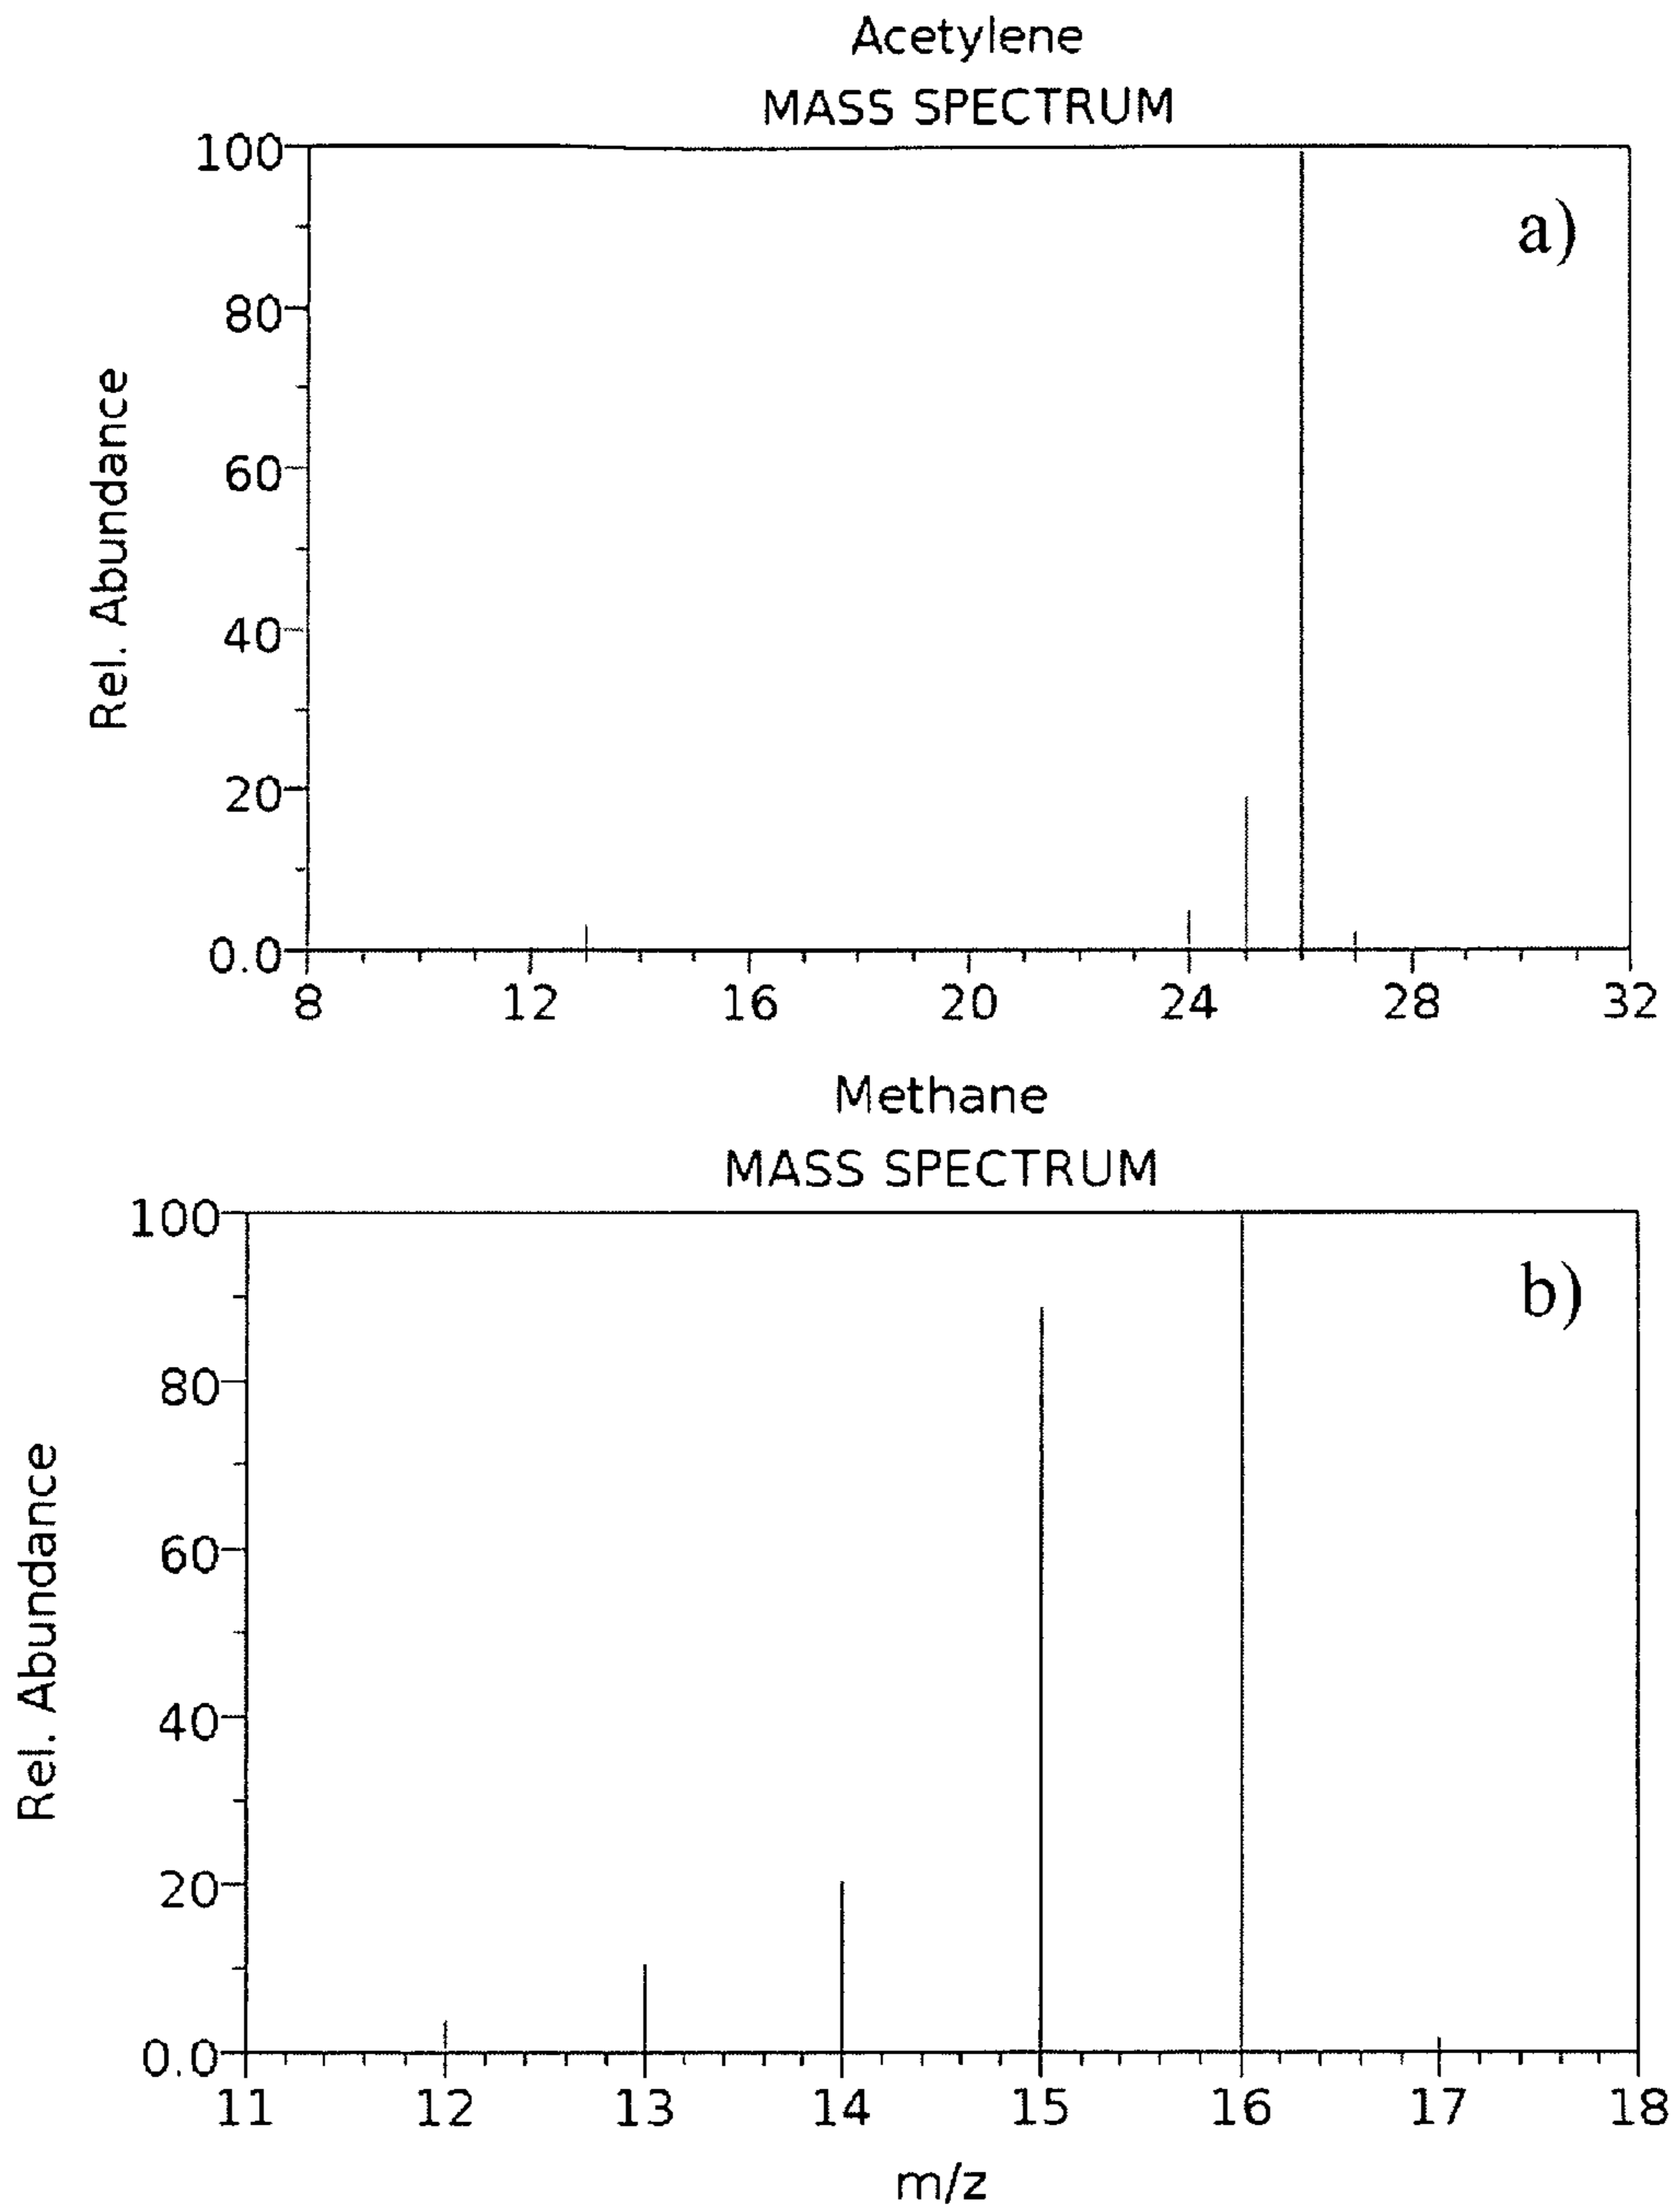 Acetylene
MASS SPECTRUM
a)
Rel. Abundance
100
80
60
40
20
0.0
8 12 16 20 24 28 32
Methane
MASS SPECTRUM
b)
Rel. Abundance
100
80
60
40
20
0.0
11 12 13 14 15 16 17 18
m/z